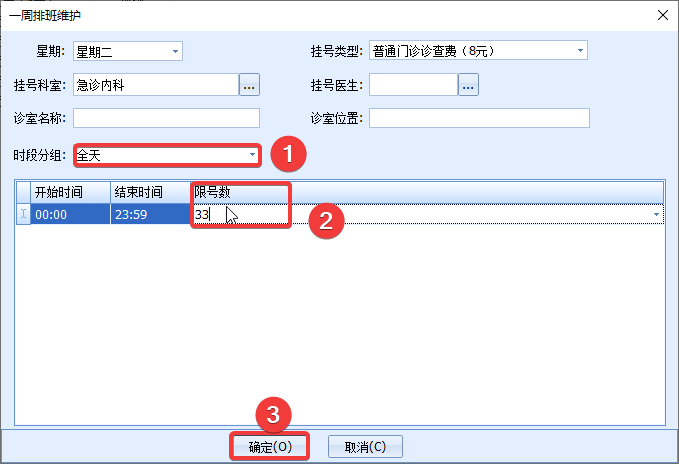 一周排班维护
星期: 星期二 挂号类型: 普通门诊诊查费（8元）
挂号科室: 急诊内科 ... 挂号医生: ...
诊室名称: 诊室位置:
时段分组: 全天 1
开始时间 结束时间 限号数
00:00 23:59 33 2
3
确定(O) 取消(C)